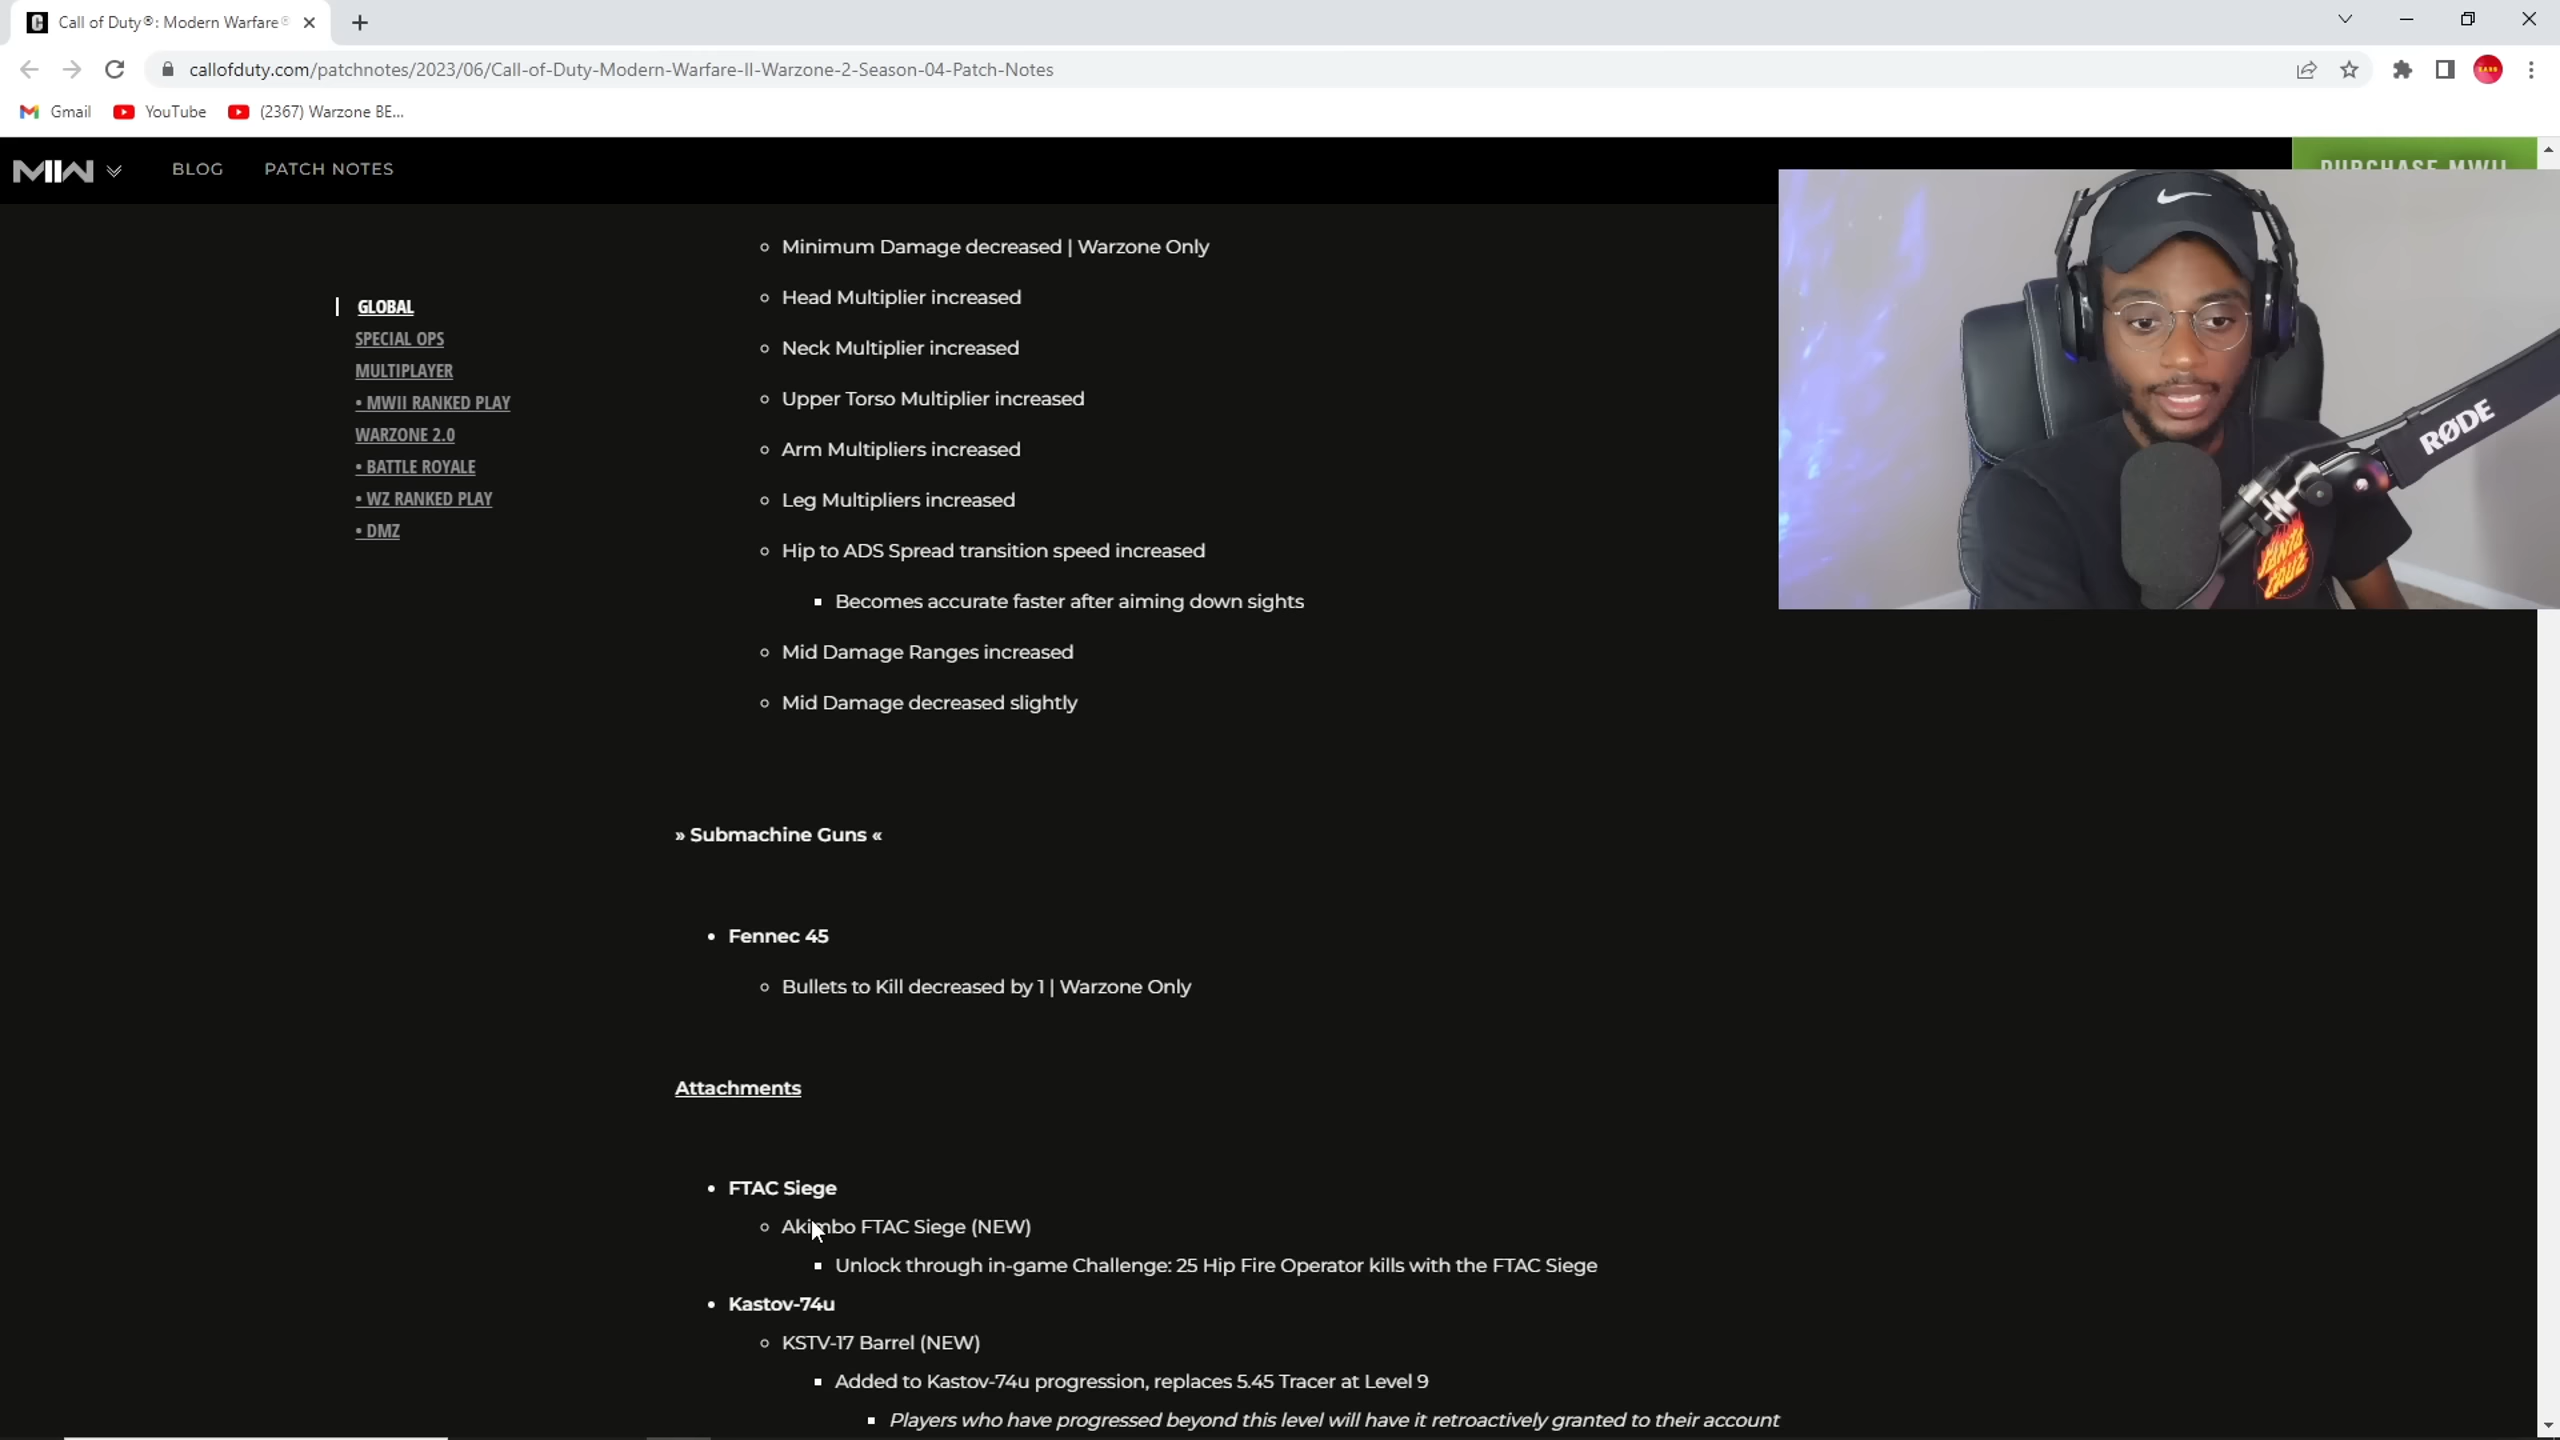 Call of Duty®: Modern Warfare®
callofduty.com/patchnotes/2023/06/Call-of-Duty-Modern-Warfare-II-Warzone-2-Season-04-Patch-Notes
Gmail YouTube (2367) Warzone BE...
MIIW BLOG PATCH NOTES PURCHASE MWII
Minimum Damage decreased | Warzone Only
GLOBAL
Head Multiplier increased
SPECIAL OPS
Neck Multiplier increased
MULTIPLAYER
• MWII RANKED PLAY
Upper Torso Multiplier increased
WARZONE 2.0
Arm Multipliers increased
• BATTLE ROYALE
• WZ RANKED PLAY
Leg Multipliers increased
• DMZ
Hip to ADS Spread transition speed increased
Becomes accurate faster after aiming down sights
Mid Damage Ranges increased
Mid Damage decreased slightly
RØDE
SANTA
CRUZ
» Submachine Guns «
• Fennec 45
Bullets to Kill decreased by 1 | Warzone Only
Attachments
• FTAC Siege
Akimbo FTAC Siege (NEW)
Unlock through in-game Challenge: 25 Hip Fire Operator kills with the FTAC Siege
• Kastov-74u
KSTV-17 Barrel (NEW)
Added to Kastov-74u progression, replaces 5.45 Tracer at Level 9
Players who have progressed beyond this level will have it retroactively granted to their account